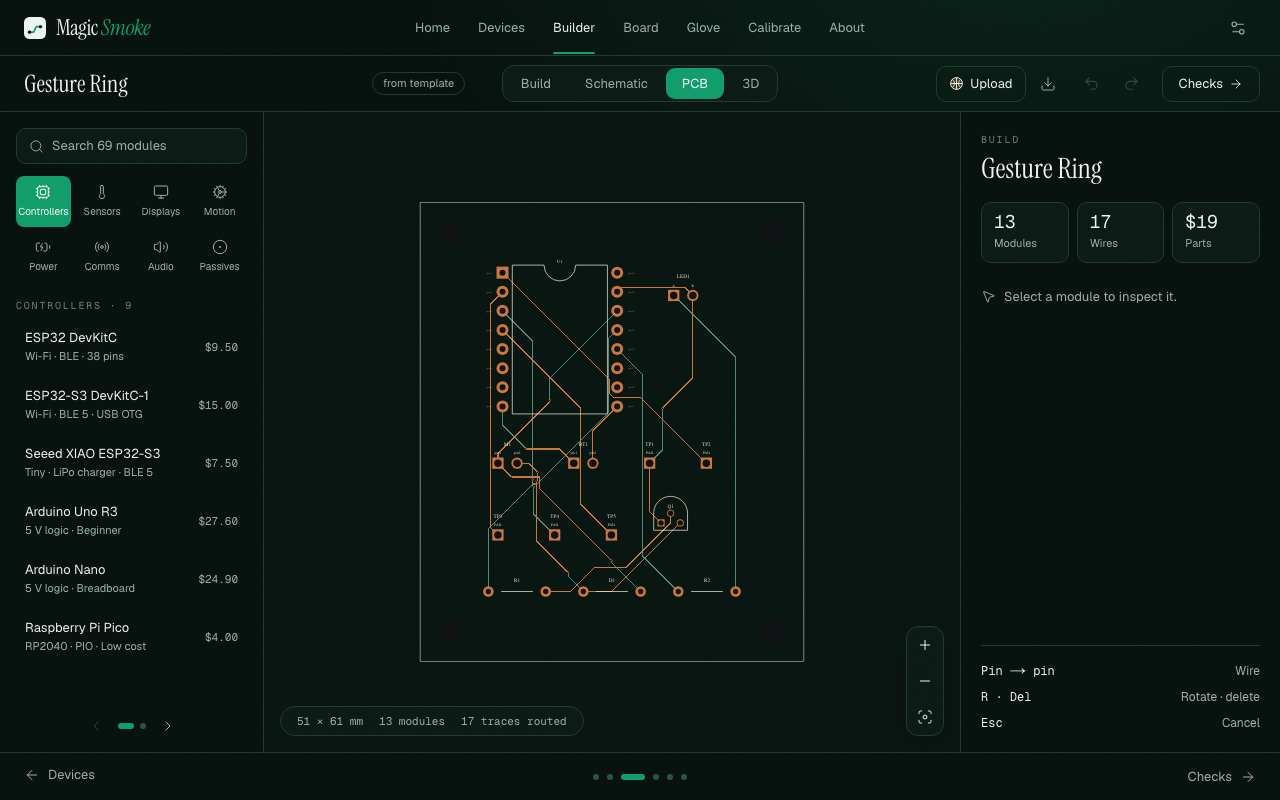 Magic Smoke
Home
Devices
Builder
Board
Glove
Calibrate
About
Gesture Ring
from template
Build
Schematic
PCB
3D
Upload
Checks
Search 69 modules
Controllers
Sensors
Displays
Motion
Power
Comms
Audio
Passives
CONTROLLERS · 9
ESP32 DevKitC
Wi-Fi · BLE · 38 pins
$9.50
ESP32-S3 DevKitC-1
Wi-Fi · BLE 5 · USB OTG
$15.00
Seeed XIAO ESP32-S3
Tiny · LiPo charger · BLE 5
$7.50
Arduino Uno R3
5 V logic · Beginner
$27.60
Arduino Nano
5 V logic · Breadboard
$24.90
Raspberry Pi Pico
RP2040 · PIO · Low cost
$4.00
U1
LED1
TP1
TP2
TP4
TP5
Q1
R1
D1
R2
51 × 61 mm 13 modules 17 traces routed
BUILD
Gesture Ring
13
Modules
17
Wires
$19
Parts
Select a module to inspect it.
Pin → pin
Wire
R · Del
Rotate · delete
Esc
Cancel
Devices
Checks